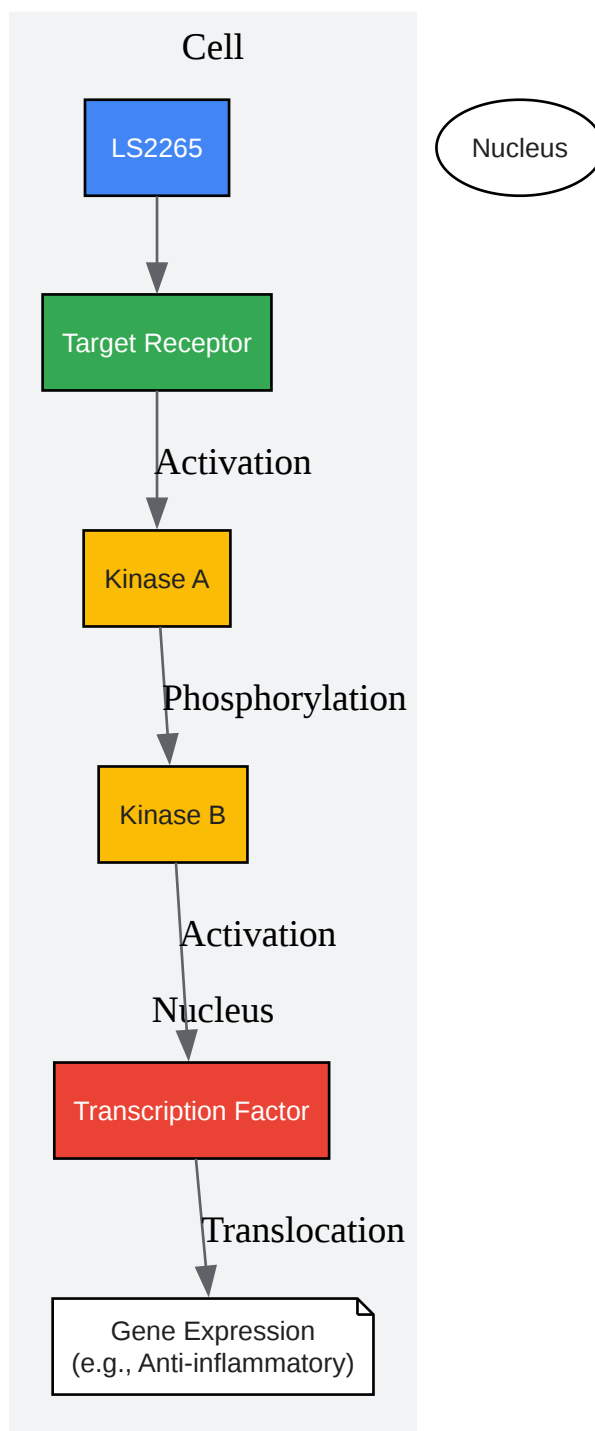 Cell
LS2265
Nucleus
Target Receptor
Activation
Kinase A
Phosphorylation
Kinase B
Activation
Nucleus
Transcription Factor
Translocation
Gene Expression
(e.g., Anti-inflammatory)